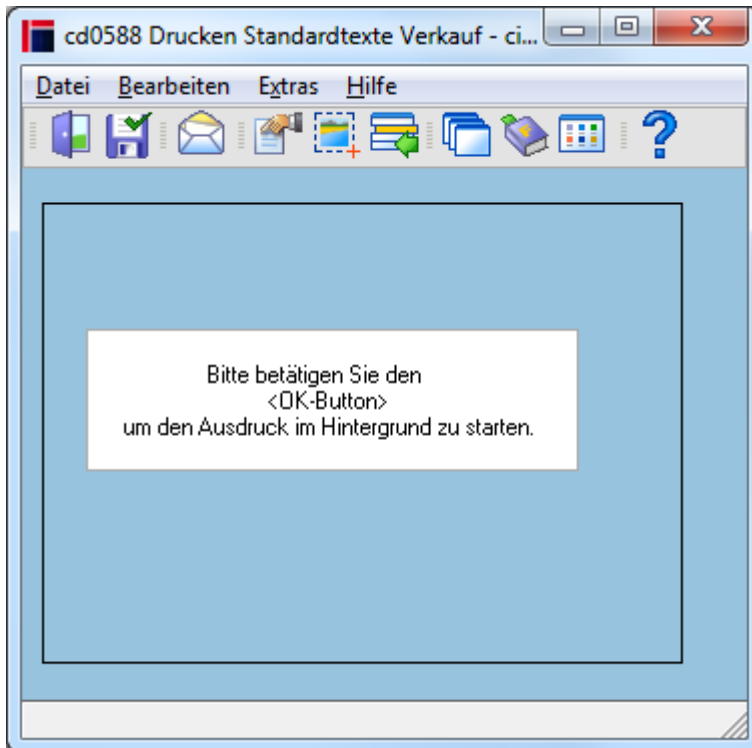 cd0588 Drucken Standardtexte Verkauf - ci...
Datei Bearbeiten Extras Hilfe
Bitte betätigen Sie den
<OK-Button>
um den Ausdruck im Hintergrund zu starten.